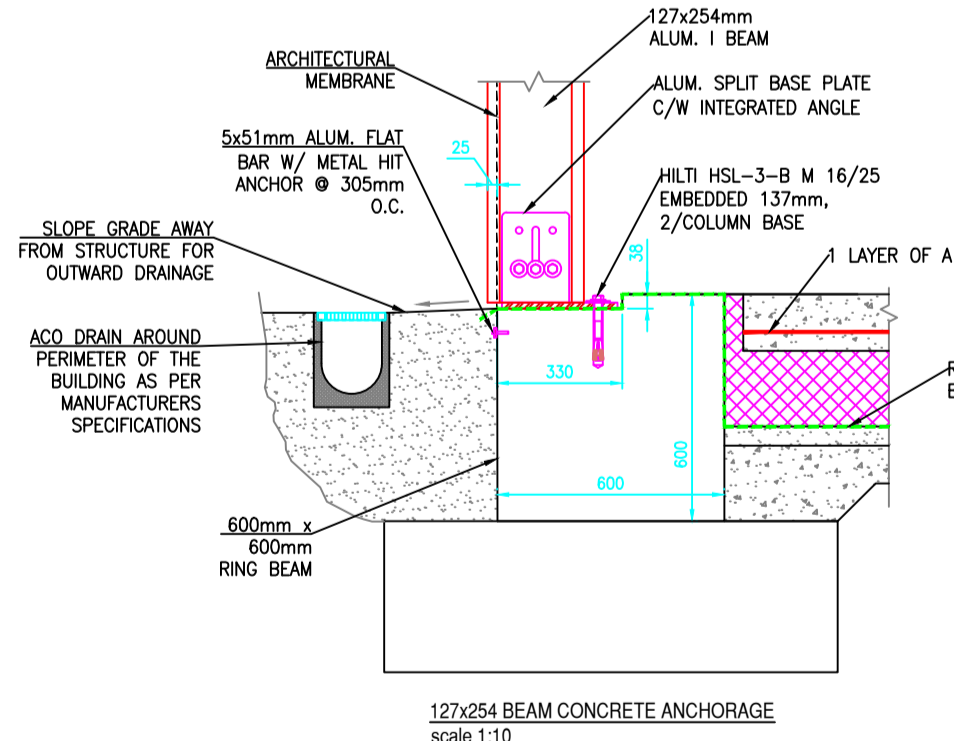 127x254mm
ALUM. I BEAM
ARCHITECTURAL
MEMBRANE
ALUM. SPLIT BASE PLATE
C/W INTEGRATED ANGLE
5x51mm ALUM. FLAT
BAR W/ METAL HIT
ANCHOR @ 305mm
O.C.
25
HILTI HSL-3-B M 16/25
EMBEDDED 137mm,
2/COLUMN BASE
SLOPE GRADE AWAY
FROM STRUCTURE FOR
OUTWARD DRAINAGE
38
1 LAYER OF A
ACO DRAIN AROUND
PERIMETER OF THE
BUILDING AS PER
MANUFACTURERS
SPECIFICATIONS
330
R
E
600
600
600mm x
600mm
RING BEAM
127x254 BEAM CONCRETE ANCHORAGE
scale 1:10